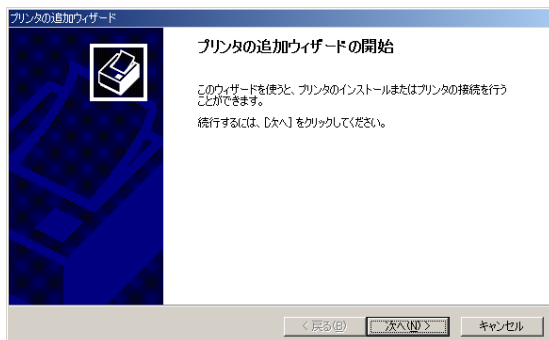 プリンタの追加ウィザード
プリンタの追加ウィザードの開始
このウィザードを使うと、プリンタのインストールまたはプリンタの接続を行う
ことができます。
続行するには、[次へ] をクリックしてください。
< 戻る(B) 次へ(N) > キャンセル